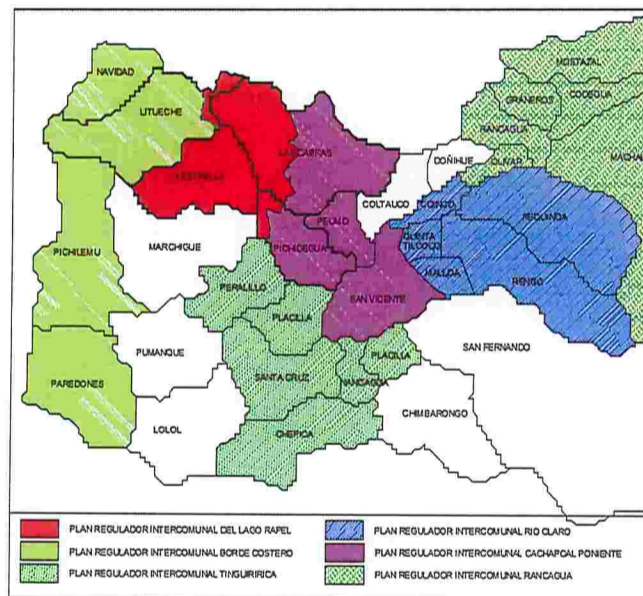 NAVIDAD
LITUECHE
MOSTAZAL
GRANEROS
CODEGUA
RANCAGUA
OLIVAR
MACHAL
LA ESTRELLA
LAS CABRAS
DOÑIHUE
COLTAUCO
COINCO
REQUINOA
PEUMO
QUINTA
TILCOCO
MARCHIGUE
PICHIDEGUA
MALLOA
RENGO
PICHILEMU
PERALILLO
SAN VICENTE
PLACILLA
SAN FERNANDO
PUMANQUE
PLACILLA
PAREDONES
SANTA CRUZ
NANCAGUA
CHIMBARONGO
LOLOL
CHEPICA
PLAN REGULADOR INTERCOMUNAL DEL LAGO RAPEL
PLAN REGULADOR INTERCOMUNAL RIO CLARO
PLAN REGULADOR INTERCOMUNAL BORDE COSTERO
PLAN REGULADOR INTERCOMUNAL CACHAPOAL PONIENTE
PLAN REGULADOR INTERCOMUNAL TINGUIRIRICA
PLAN REGULADOR INTERCOMUNAL RANCAGUA